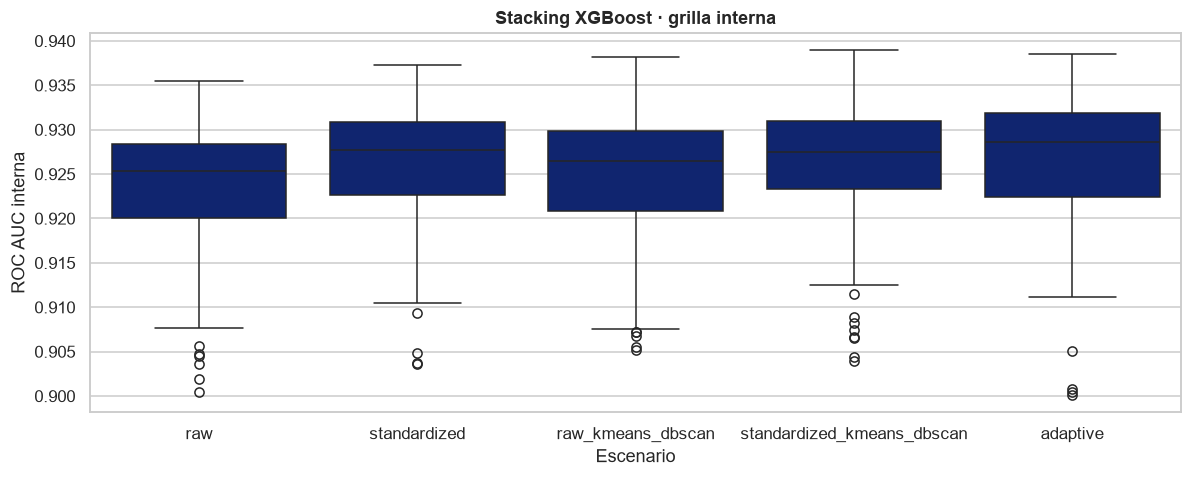 Stacking XGBoost · grilla interna
ROC AUC interna
0.940
0.935
0.930
0.925
0.920
0.915
0.910
0.905
0.900
raw
standardized
raw_kmeans_dbscan
standardized_kmeans_dbscan
adaptive
Escenario